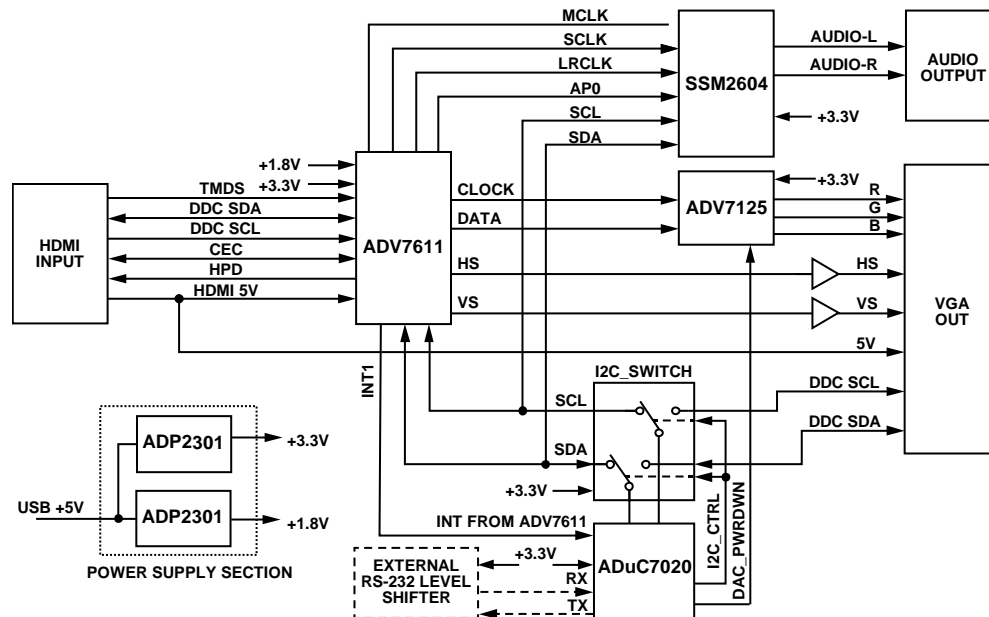 MCLK
SCLK
LRCLK
AP0
SCL
SDA
SSM2604
AUDIO-L
AUDIO-R
+3.3V
AUDIO
OUTPUT
+1.8V
+3.3V
HDMI
INPUT
TMDS
DDC SDA
DDC SCL
CEC
HPD
HDMI 5V
ADV7611
CLOCK
DATA
HS
VS
ADV7125
+3.3V
R
G
B
HS
VS
5V
DDC SCL
DDC SDA
VGA
OUT
INT1
I2C_SWITCH
SCL
SDA
+3.3V
I2C_CTRL
DAC_PWRDWN
USB +5V
ADP2301
+3.3V
ADP2301
+1.8V
POWER SUPPLY SECTION
INT FROM ADV7611
+3.3V
RX
TX
EXTERNAL
RS-232 LEVEL
SHIFTER
ADuC7020